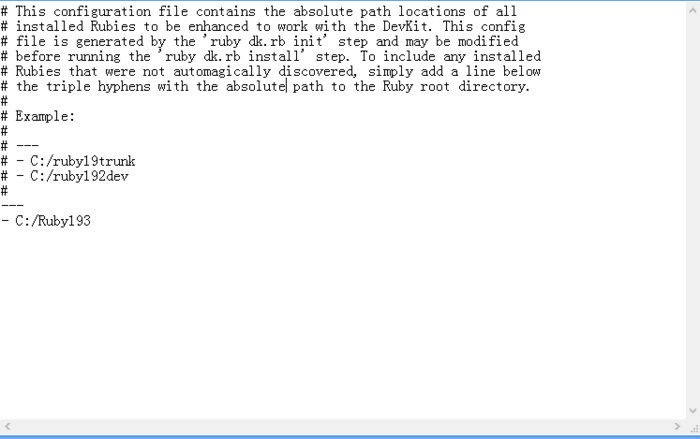 # This configuration file contains the absolute path locations of all
# installed Rubies to be enhanced to work with the DevKit. This config
# file is generated by the 'ruby dk.rb init' step and may be modified
# before running the 'ruby dk.rb install' step. To include any installed
# Rubies that were not automagically discovered, simply add a line below
# the triple hyphens with the absolute path to the Ruby root directory.
#
# Example:
#
# ---
# - C:/ruby19trunk
# - C:/ruby192dev
#
---
- C:/Ruby193